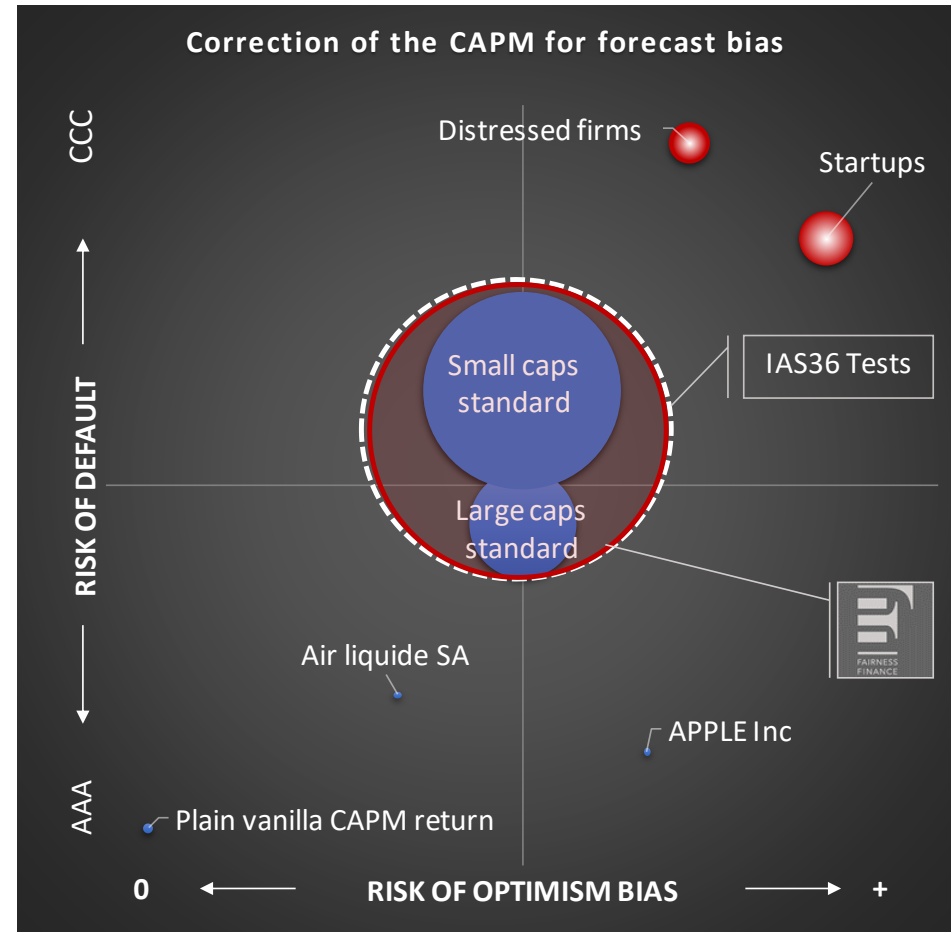 Correction of the CAPM for forecast bias
CCC
Distressed firms
Startups
IAS36 Tests
Small caps
standard
RISK OF DEFAULT
Large caps
standard
FAIRNESS
FINANCE
Air liquide SA
APPLE Inc
AAA
Plain vanilla CAPM return
0
RISK OF OPTIMISM BIAS
+